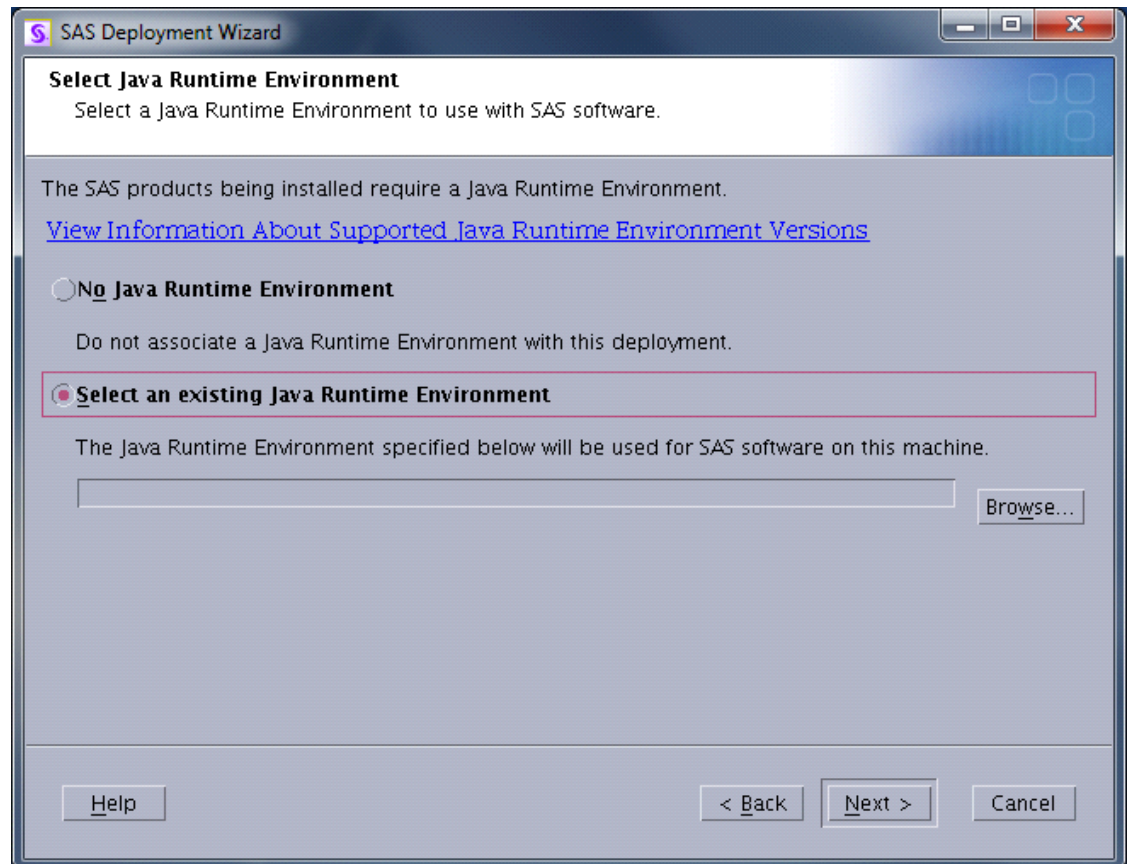 SAS Deployment Wizard
Select Java Runtime Environment
Select a Java Runtime Environment to use with SAS software.
The SAS products being installed require a Java Runtime Environment.
View Information About Supported Java Runtime Environment Versions
No Java Runtime Environment
Do not associate a Java Runtime Environment with this deployment.
Select an existing Java Runtime Environment
The Java Runtime Environment specified below will be used for SAS software on this machine.
Browse...
Help
< Back
Next >
Cancel